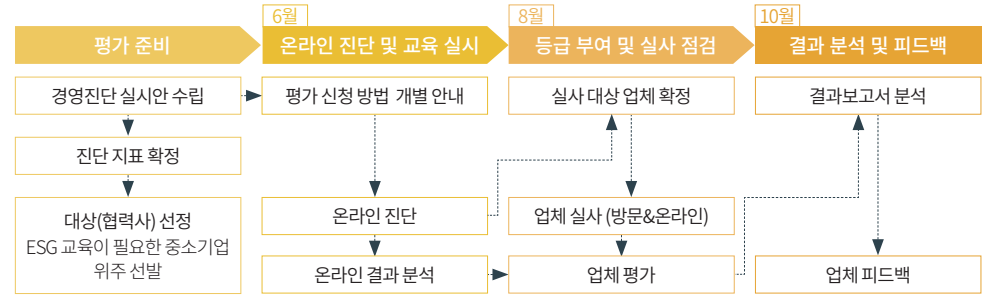 6월
8월
10월
평가 준비
온라인 진단 및 교육 실시
등급 부여 및 실사 점검
결과 분석 및 피드백
경영진단 실시안 수립
평가 신청 방법 개별 안내
실사 대상 업체 확정
결과보고서 분석
진단 지표 확정
대상(협력사) 선정
ESG 교육이 필요한 중소기업
위주 선발
온라인 진단
업체 실사 (방문&온라인)
온라인 결과 분석
업체 평가
업체 피드백